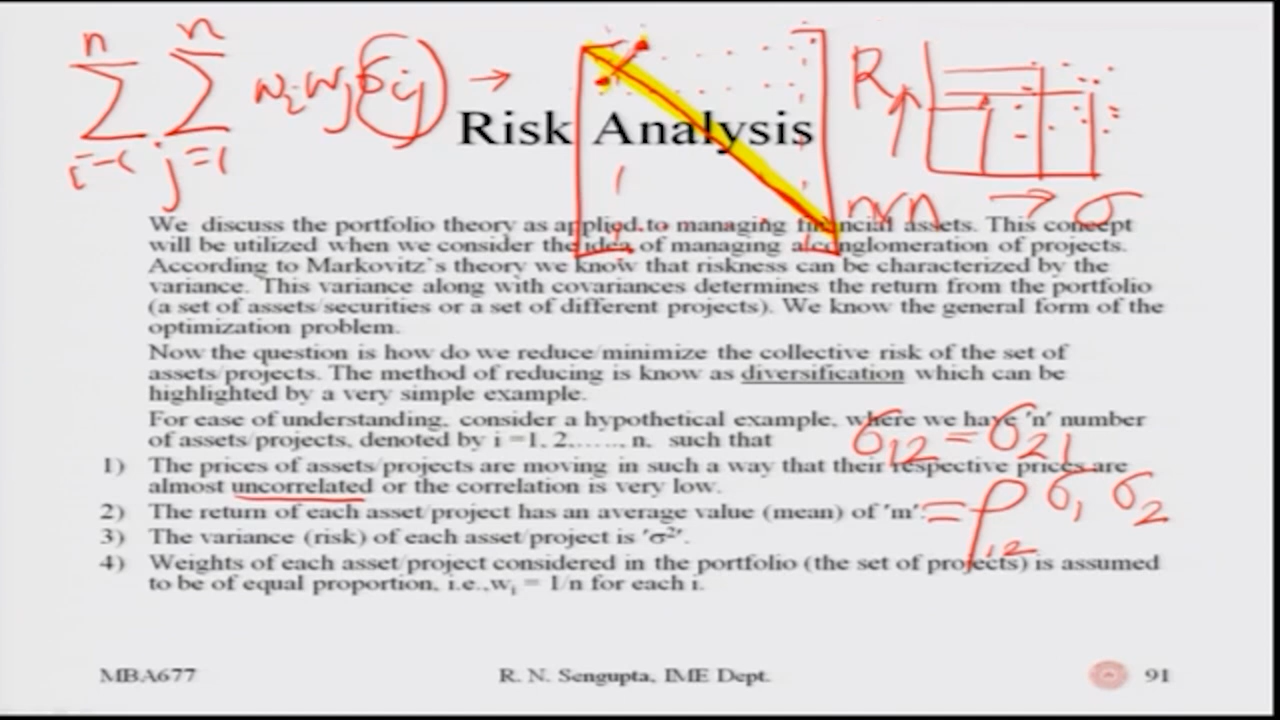 n n
Σ Σ wᵢ wⱼ σᵢⱼ →
i=1 j=1
R ↑
n×n → σ
Risk Analysis
We discuss the portfolio theory as applied to managing financial assets. This concept
will be utilized when we consider the idea of managing a conglomeration of projects.
According to Markovitz's theory we know that riskness can be characterized by the
variance. This variance along with covariances determines the return from the portfolio
(a set of assets/securities or a set of different projects). We know the general form of the
optimization problem.
Now the question is how do we reduce/minimize the collective risk of the set of
assets/projects. The method of reducing is know as diversification which can be
highlighted by a very simple example.
For ease of understanding, consider a hypothetical example, where we have 'n' number
of assets/projects, denoted by i =1, 2,….., n, such that
σ₁₂ = σ₂₁
1) The prices of assets/projects are moving in such a way that their respective prices are
almost uncorrelated or the correlation is very low.
2) The return of each asset/project has an average value (mean) of 'm'.
= ρ₁₂ σ₁ σ₂
3) The variance (risk) of each asset/project is 'σ²'.
4) Weights of each asset/project considered in the portfolio (the set of projects) is assumed
to be of equal proportion, i.e.,wᵢ = 1/n for each i.
MBA677 R. N. Sengupta, IME Dept. 91